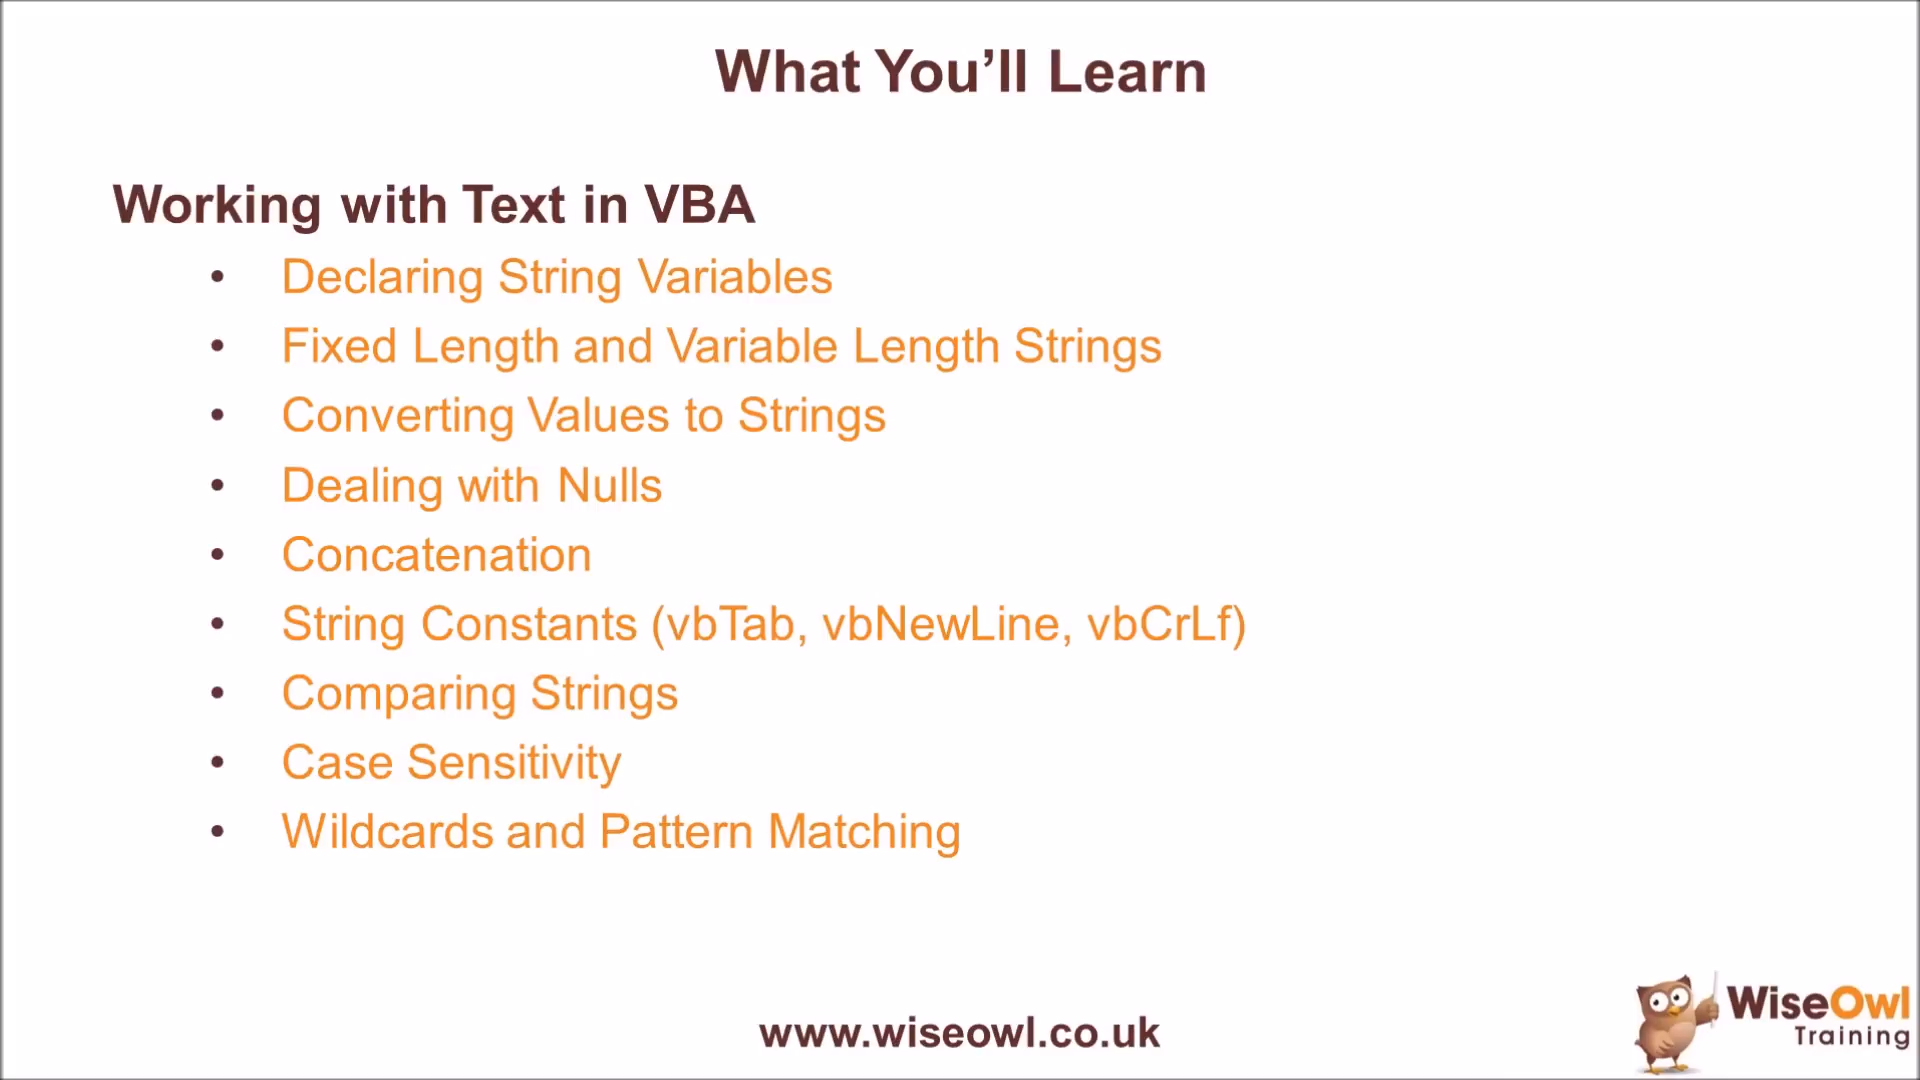 What You’ll Learn
Working with Text in VBA
• Declaring String Variables
• Fixed Length and Variable Length Strings
• Converting Values to Strings
• Dealing with Nulls
• Concatenation
• String Constants (vbTab, vbNewLine, vbCrLf)
• Comparing Strings
• Case Sensitivity
• Wildcards and Pattern Matching
www.wiseowl.co.uk
WiseOwl
Training